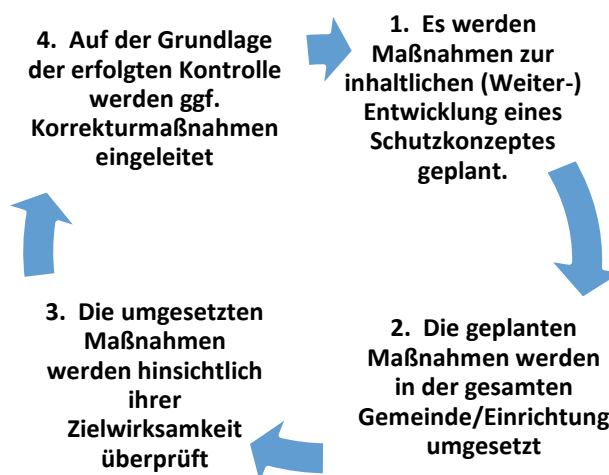 1. Es werden
Maßnahmen zur
inhaltlichen (Weiter-)
Entwicklung eines
Schutzkonzeptes
geplant.
2. Die geplanten
Maßnahmen werden
in der gesamten
Gemeinde/Einrichtung
umgesetzt
3. Die umgesetzten
Maßnahmen
werden hinsichtlich
ihrer
Zielwirksamkeit
überprüft
4. Auf der Grundlage
der erfolgten Kontrolle
werden ggf.
Korrekturmaßnahmen
eingeleitet